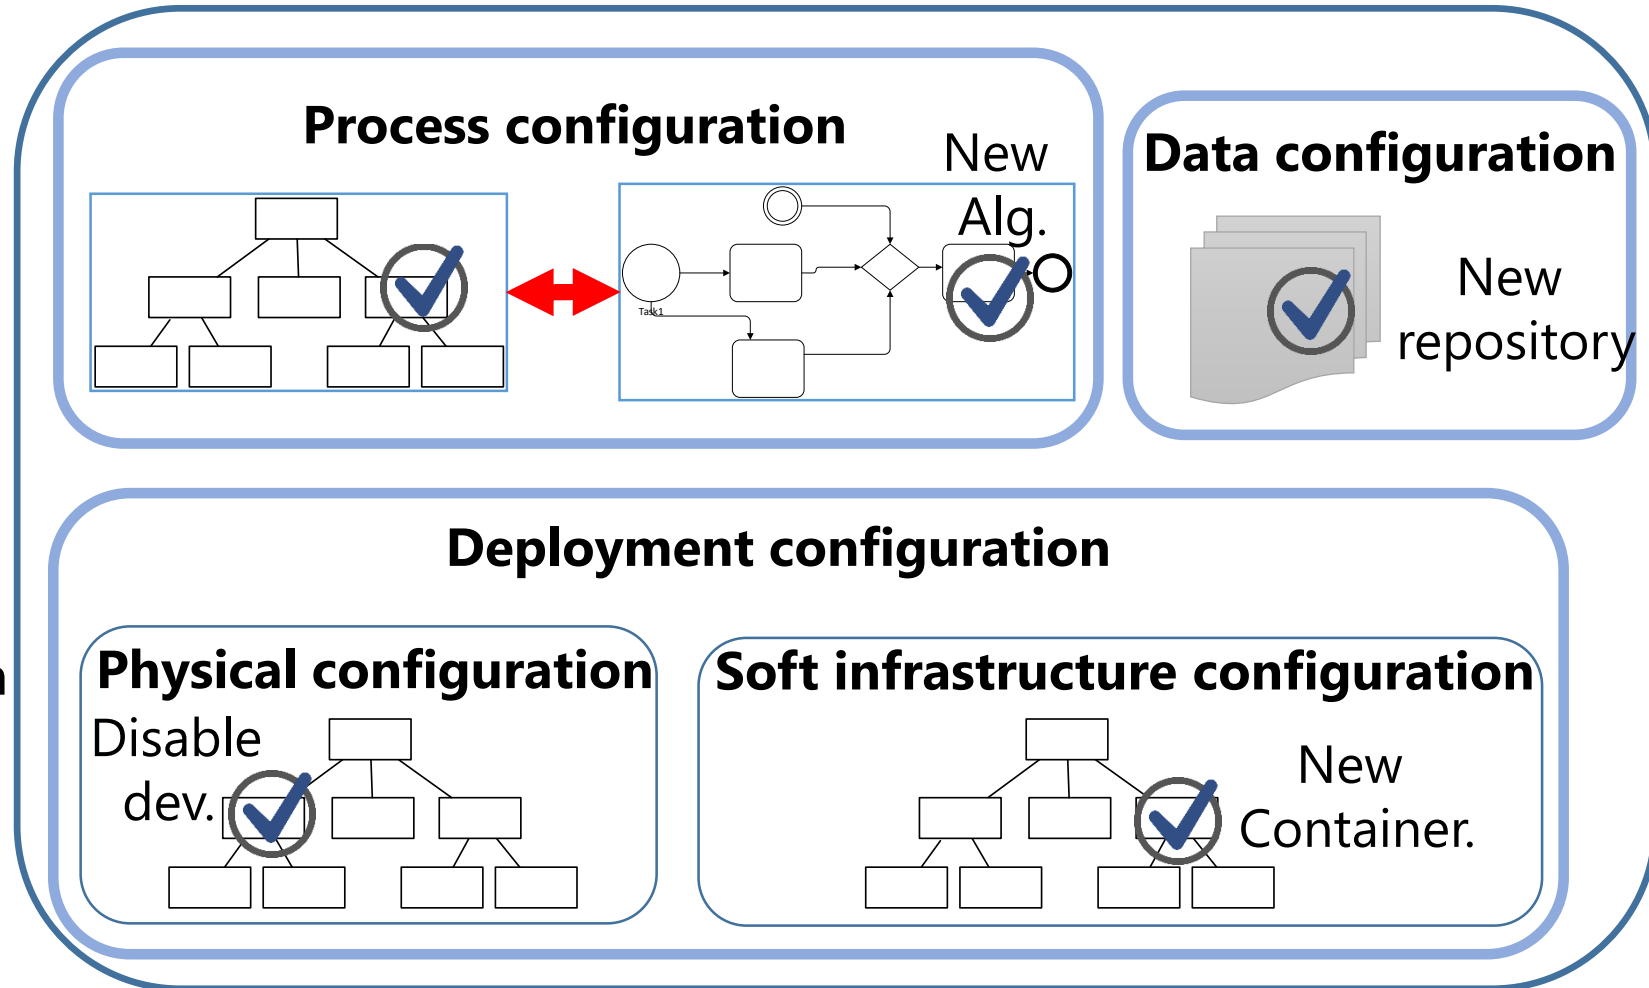 Process configuration
New
Alg.
Task1
Data configuration
New
repository
Deployment configuration
Physical configuration
Disable
dev.
Soft infrastructure configuration
New
Container.